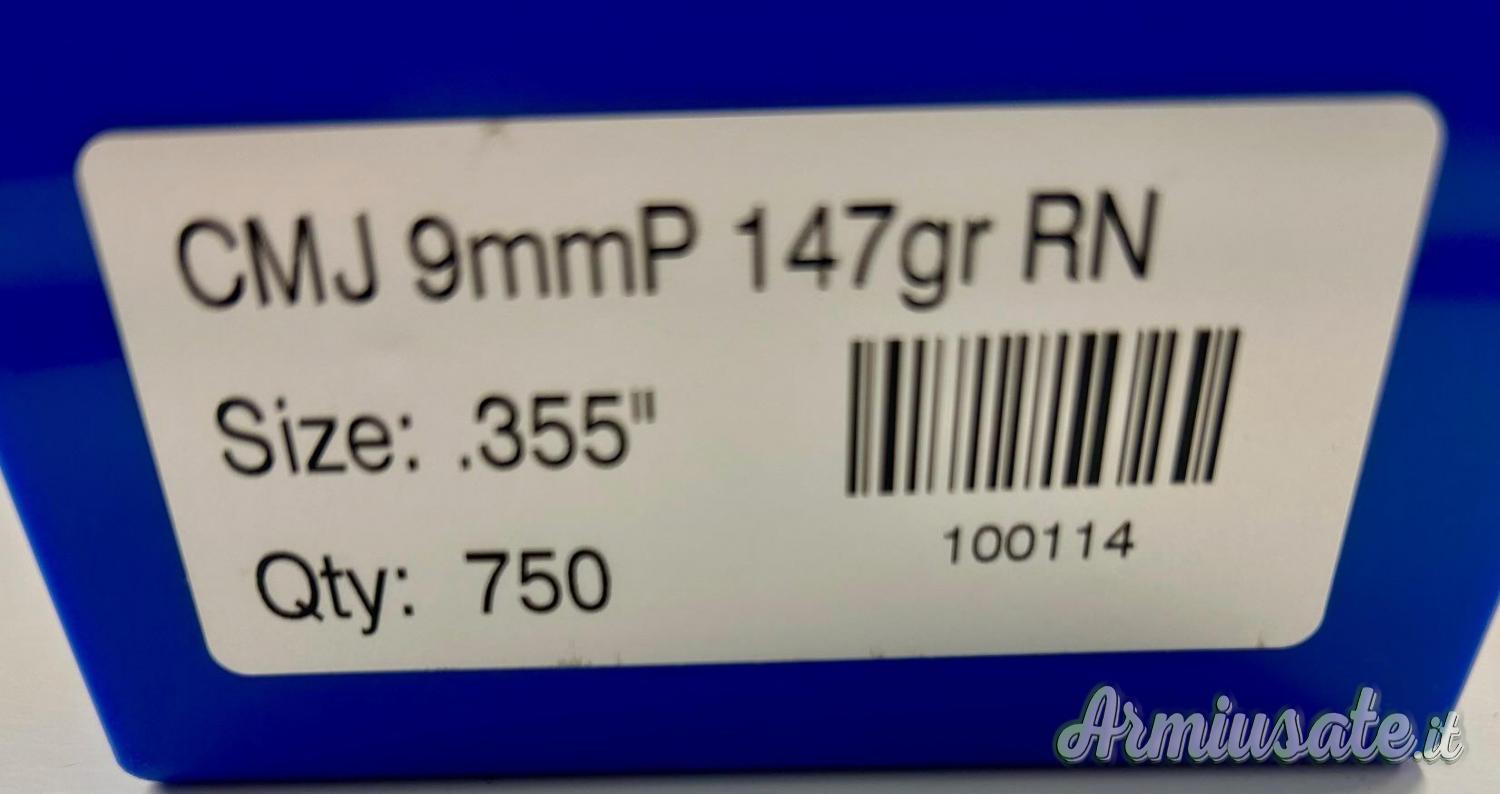 CMJ 9mmP 147gr RN
Size: .355"
Qty: 750
100114
Armiusate.it